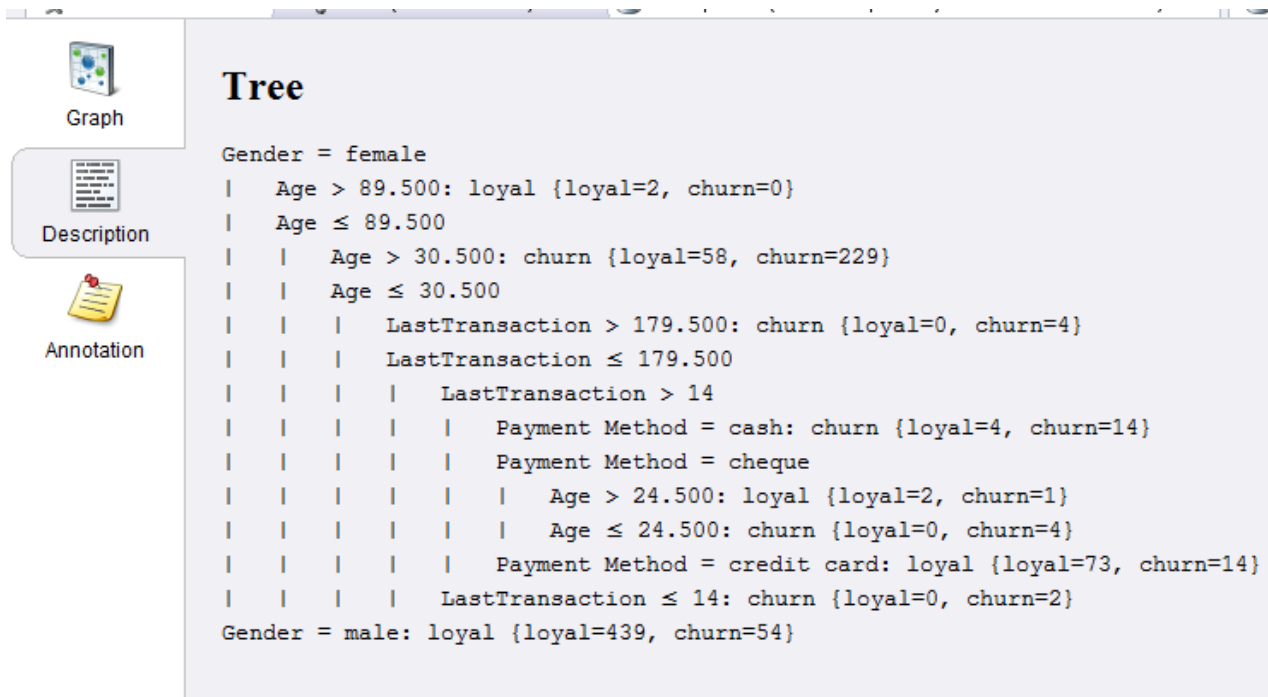 Graph
Description
Annotation
Tree
Gender = female
|   Age > 89.500: loyal {loyal=2, churn=0}
|   Age ≤ 89.500
|   |   Age > 30.500: churn {loyal=58, churn=229}
|   |   Age ≤ 30.500
|   |   |   LastTransaction > 179.500: churn {loyal=0, churn=4}
|   |   |   LastTransaction ≤ 179.500
|   |   |   |   LastTransaction > 14
|   |   |   |   |   Payment Method = cash: churn {loyal=4, churn=14}
|   |   |   |   |   Payment Method = cheque
|   |   |   |   |   |   Age > 24.500: loyal {loyal=2, churn=1}
|   |   |   |   |   |   Age ≤ 24.500: churn {loyal=0, churn=4}
|   |   |   |   |   Payment Method = credit card: loyal {loyal=73, churn=14}
|   |   |   |   LastTransaction ≤ 14: churn {loyal=0, churn=2}
Gender = male: loyal {loyal=439, churn=54}